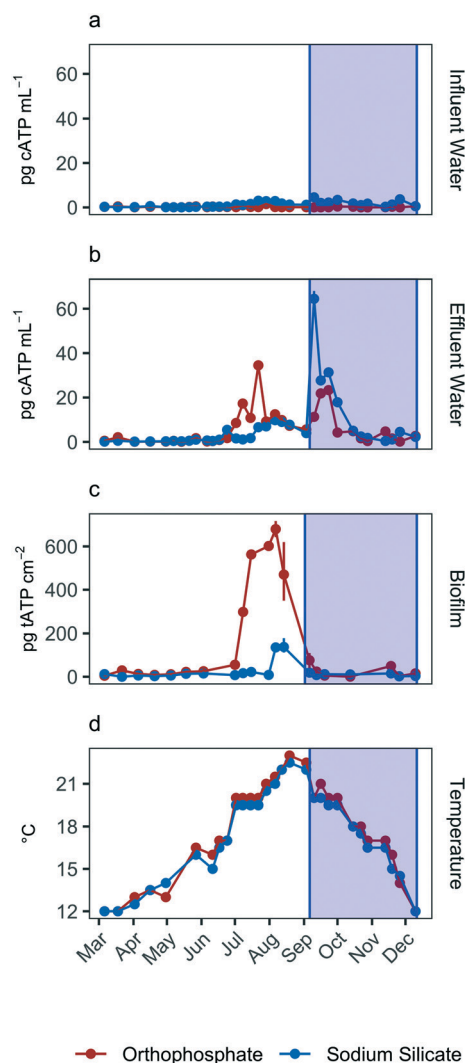 a
60
40
20
0
pg cATP mL⁻¹
Influent Water
b
60
40
20
0
pg cATP mL⁻¹
Effluent Water
c
600
400
200
0
pg tATP cm⁻²
Biofilm
d
21
18
15
12
°C
Temperature
Mar Apr May Jun Jul Aug Sep Oct Nov Dec
Orthophosphate Sodium Silicate